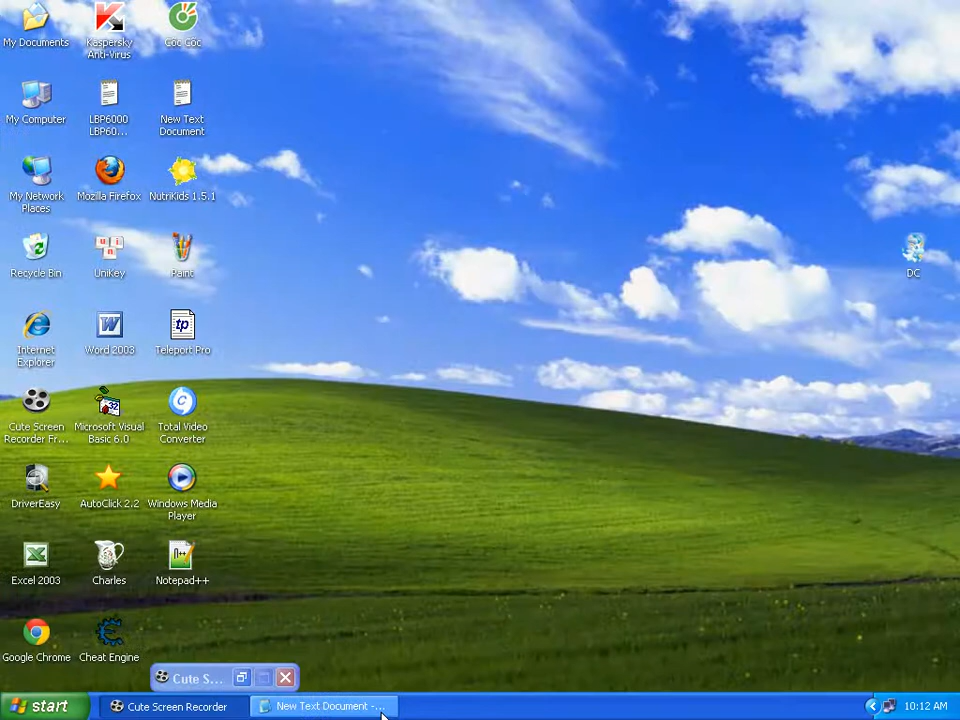 My Documents
Kaspersky
Anti-Virus
Cốc Cốc
My Computer
LBP6000
LBP60...
New Text
Document
My Network
Places
Mozilla Firefox
NutriKids 1.5.1
Recycle Bin
UniKey
Paint
DC
Internet
Explorer
Word 2003
Teleport Pro
Cute Screen
Recorder Fr...
Microsoft Visual
Basic 6.0
Total Video
Converter
DriverEasy
AutoClick 2.2
Windows Media
Player
Excel 2003
Charles
Notepad++
Google Chrome
Cheat Engine
Cute S...
start
Cute Screen Recorder
New Text Document -...
10:12 AM